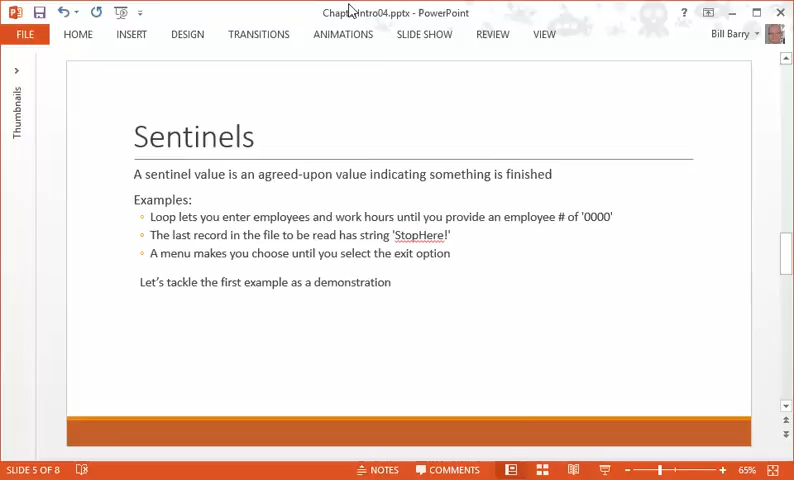 Chapt Intro04.pptx - PowerPoint
?
FILE HOME INSERT DESIGN TRANSITIONS ANIMATIONS SLIDE SHOW REVIEW VIEW Bill Barry
Thumbnails
Sentinels
A sentinel value is an agreed-upon value indicating something is finished
Examples:
Loop lets you enter employees and work hours until you provide an employee # of '0000'
The last record in the file to be read has string 'StopHere!'
A menu makes you choose until you select the exit option
Let's tackle the first example as a demonstration
SLIDE 5 OF 8 NOTES COMMENTS 65%